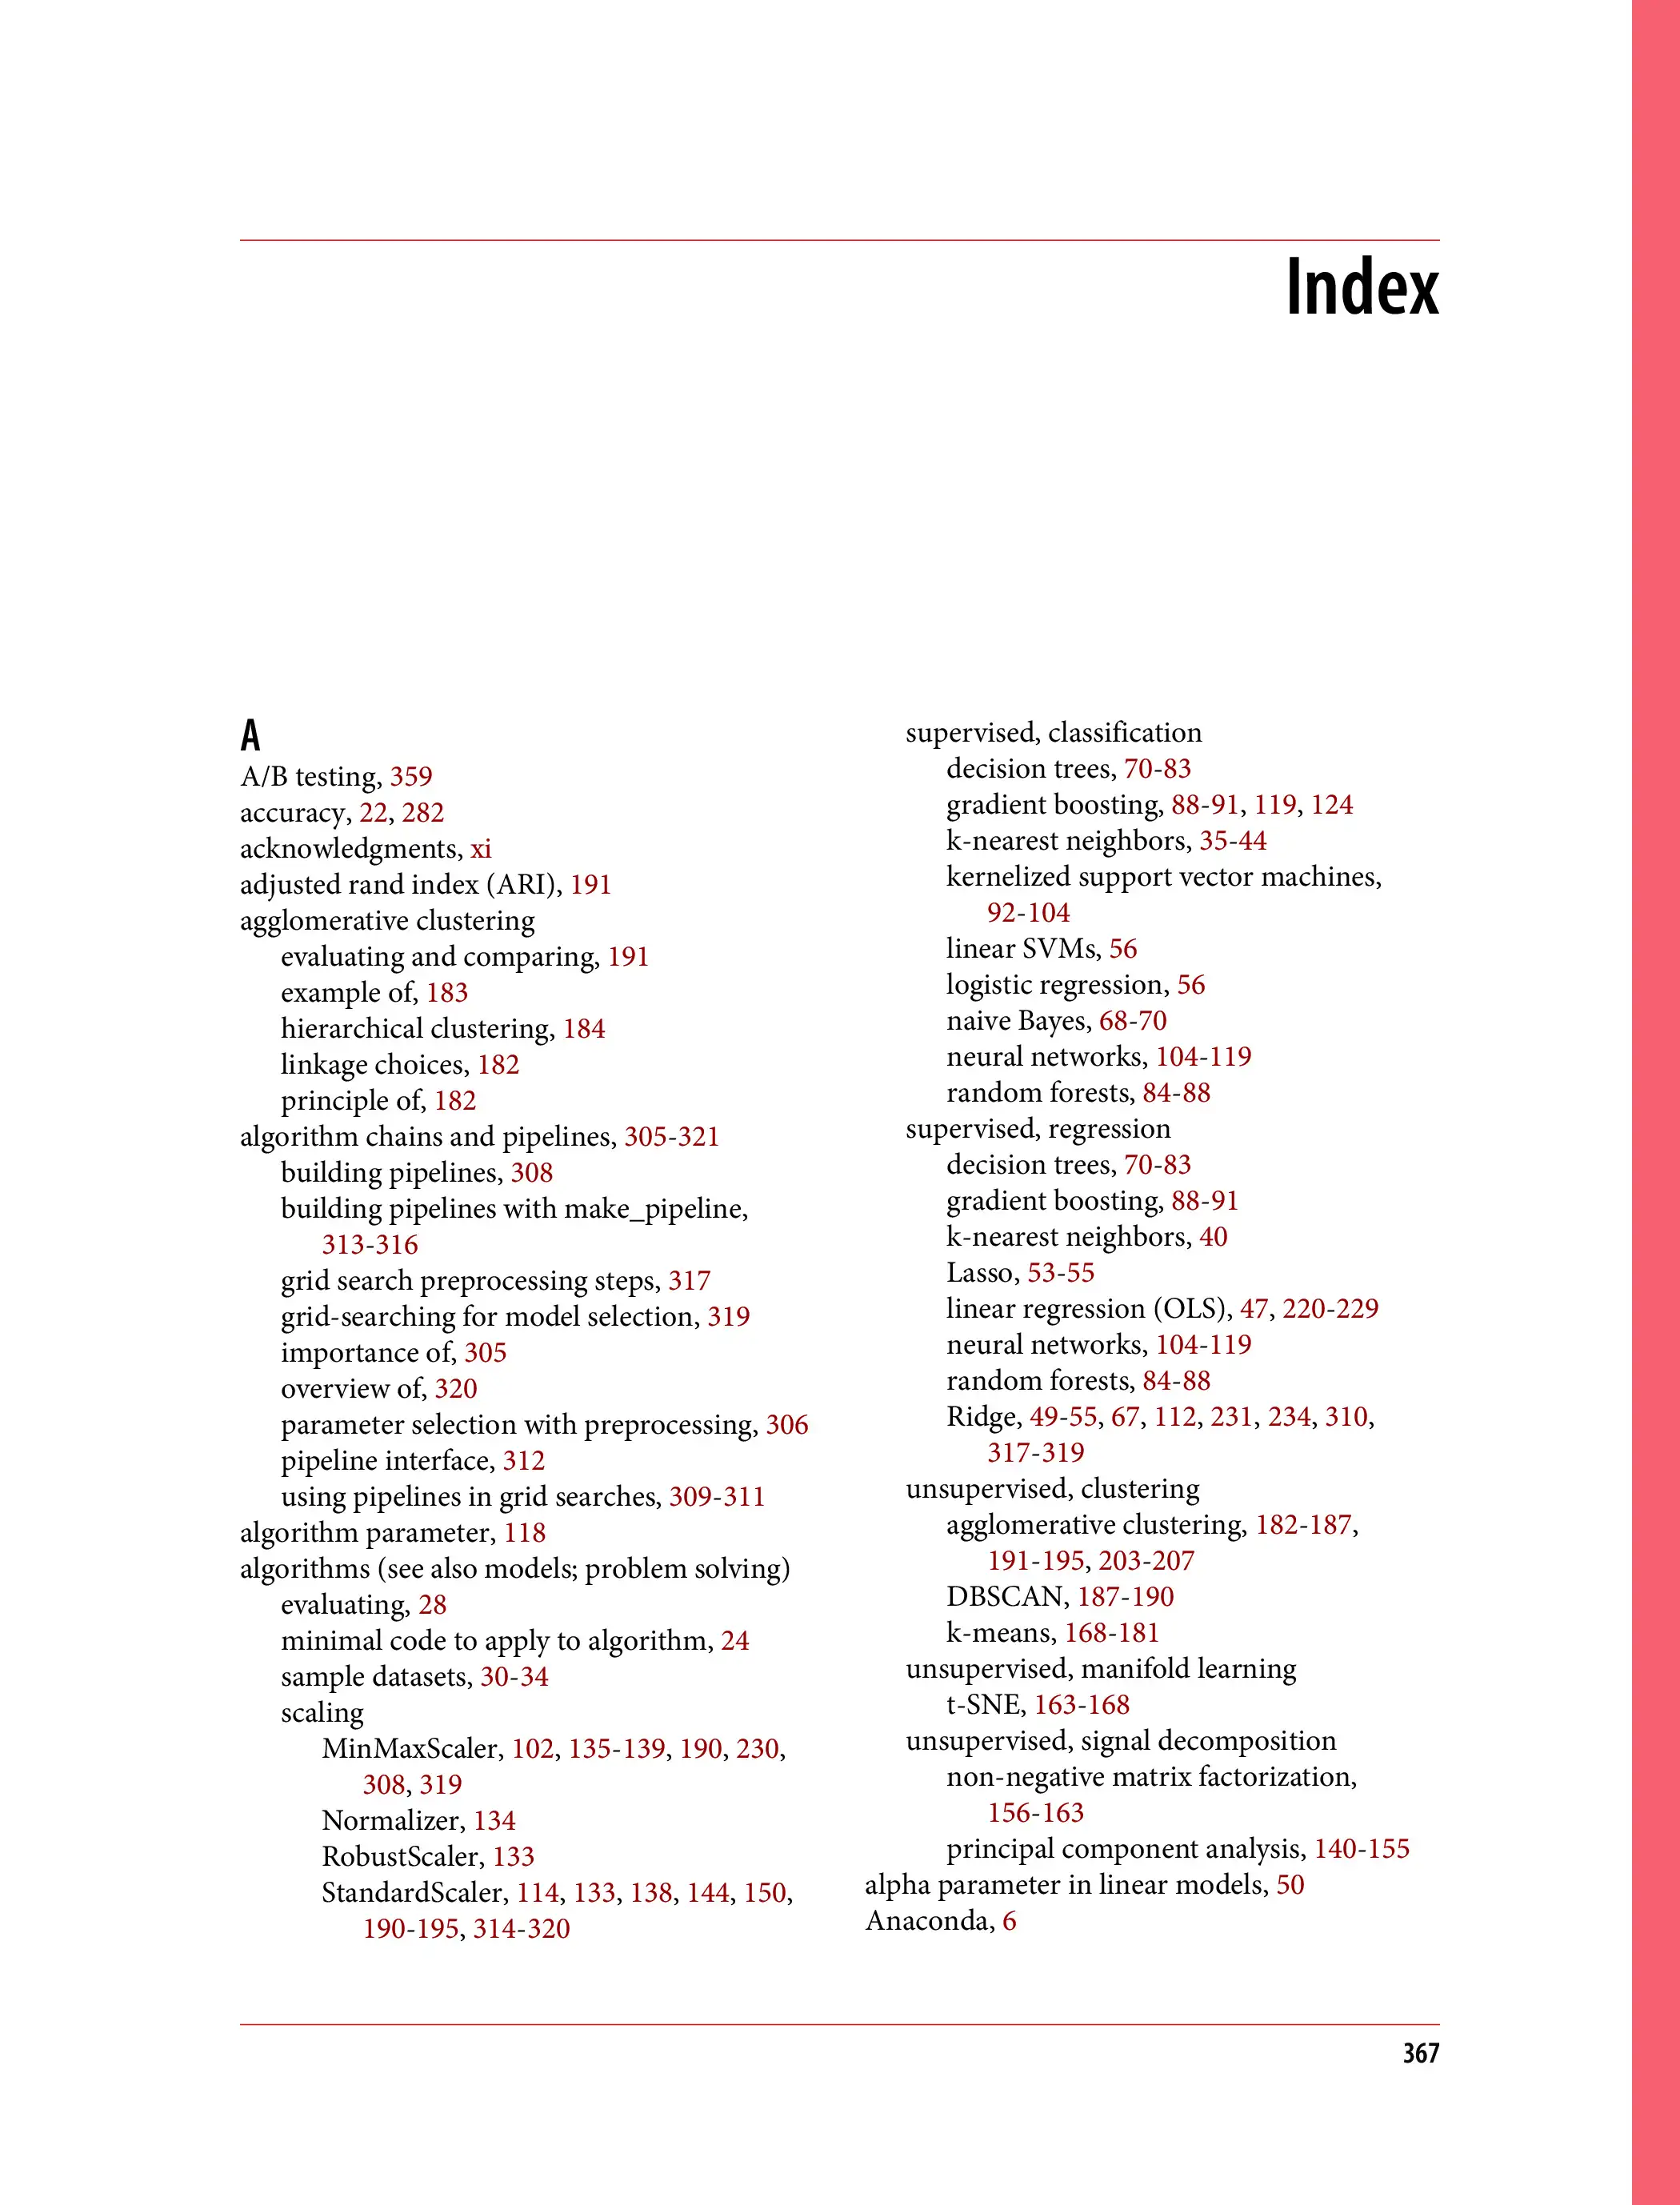 Index
A
A/B testing, 359
accuracy, 22, 282
acknowledgments, xi
adjusted rand index (ARI), 191
agglomerative clustering
evaluating and comparing, 191
example of, 183
hierarchical clustering, 184
linkage choices, 182
principle of, 182
algorithm chains and pipelines, 305-321
building pipelines, 308
building pipelines with make_pipeline,
313-316
grid search preprocessing steps, 317
grid-searching for model selection, 319
importance of, 305
overview of, 320
parameter selection with preprocessing, 306
pipeline interface, 312
using pipelines in grid searches, 309-311
algorithm parameter, 118
algorithms (see also models; problem solving)
evaluating, 28
minimal code to apply to algorithm, 24
sample datasets, 30-34
scaling
MinMaxScaler, 102, 135-139, 190, 230,
308, 319
Normalizer, 134
RobustScaler, 133
StandardScaler, 114, 133, 138, 144, 150,
190-195, 314-320
supervised, classification
decision trees, 70-83
gradient boosting, 88-91, 119, 124
k-nearest neighbors, 35-44
kernelized support vector machines,
92-104
linear SVMs, 56
logistic regression, 56
naive Bayes, 68-70
neural networks, 104-119
random forests, 84-88
supervised, regression
decision trees, 70-83
gradient boosting, 88-91
k-nearest neighbors, 40
Lasso, 53-55
linear regression (OLS), 47, 220-229
neural networks, 104-119
random forests, 84-88
Ridge, 49-55, 67, 112, 231, 234, 310,
317-319
unsupervised, clustering
agglomerative clustering, 182-187,
191-195, 203-207
DBSCAN, 187-190
k-means, 168-181
unsupervised, manifold learning
t-SNE, 163-168
unsupervised, signal decomposition
non-negative matrix factorization,
156-163
principal component analysis, 140-155
alpha parameter in linear models, 50
Anaconda, 6
367